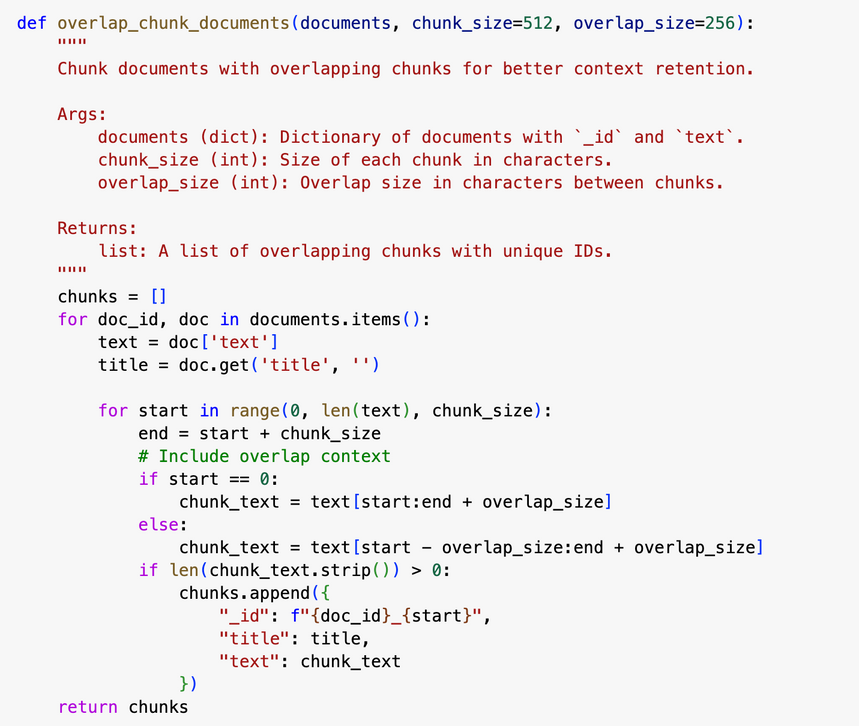 def overlap_chunk_documents(documents, chunk_size=512, overlap_size=256):
    """
    Chunk documents with overlapping chunks for better context retention.

    Args:
        documents (dict): Dictionary of documents with `_id` and `text`.
        chunk_size (int): Size of each chunk in characters.
        overlap_size (int): Overlap size in characters between chunks.

    Returns:
        list: A list of overlapping chunks with unique IDs.
    """
    chunks = []
    for doc_id, doc in documents.items():
        text = doc['text']
        title = doc.get('title', '')

        for start in range(0, len(text), chunk_size):
            end = start + chunk_size
            # Include overlap context
            if start == 0:
                chunk_text = text[start:end + overlap_size]
            else:
                chunk_text = text[start - overlap_size:end + overlap_size]
            if len(chunk_text.strip()) > 0:
                chunks.append({
                    "_id": f"{doc_id}_{start}",
                    "title": title,
                    "text": chunk_text
                })
    return chunks